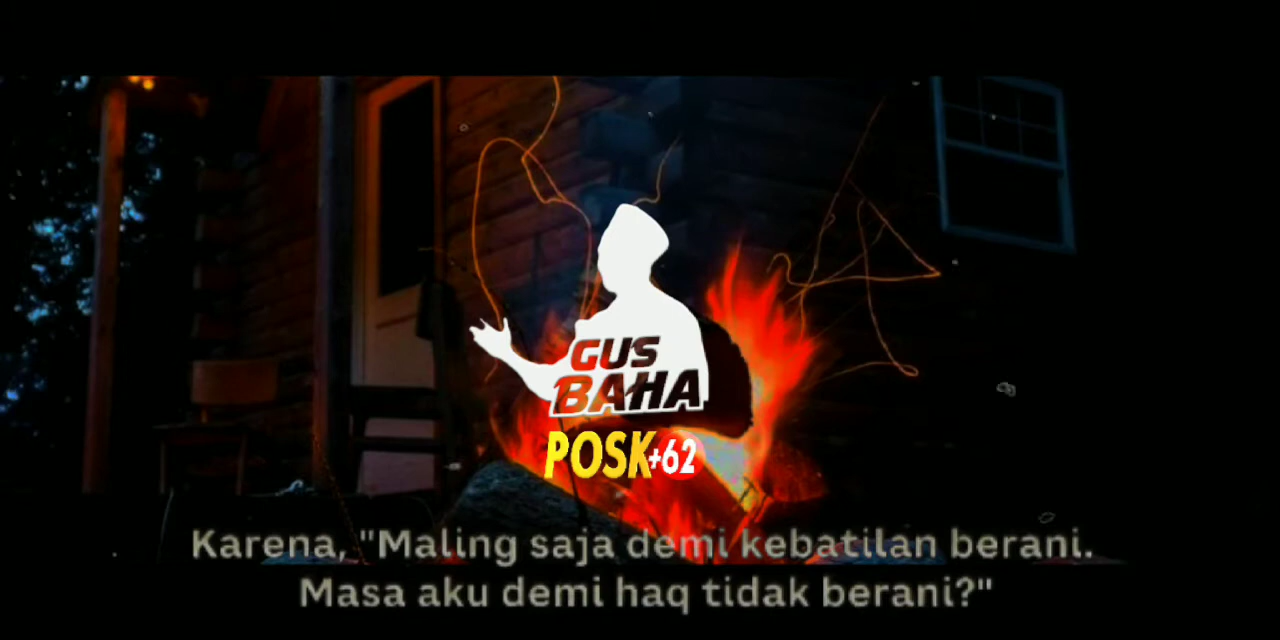 GUS
BAHA
POSK+62
Karena, "Maling saja demi kebatilan berani.
Masa aku demi haq tidak berani?"